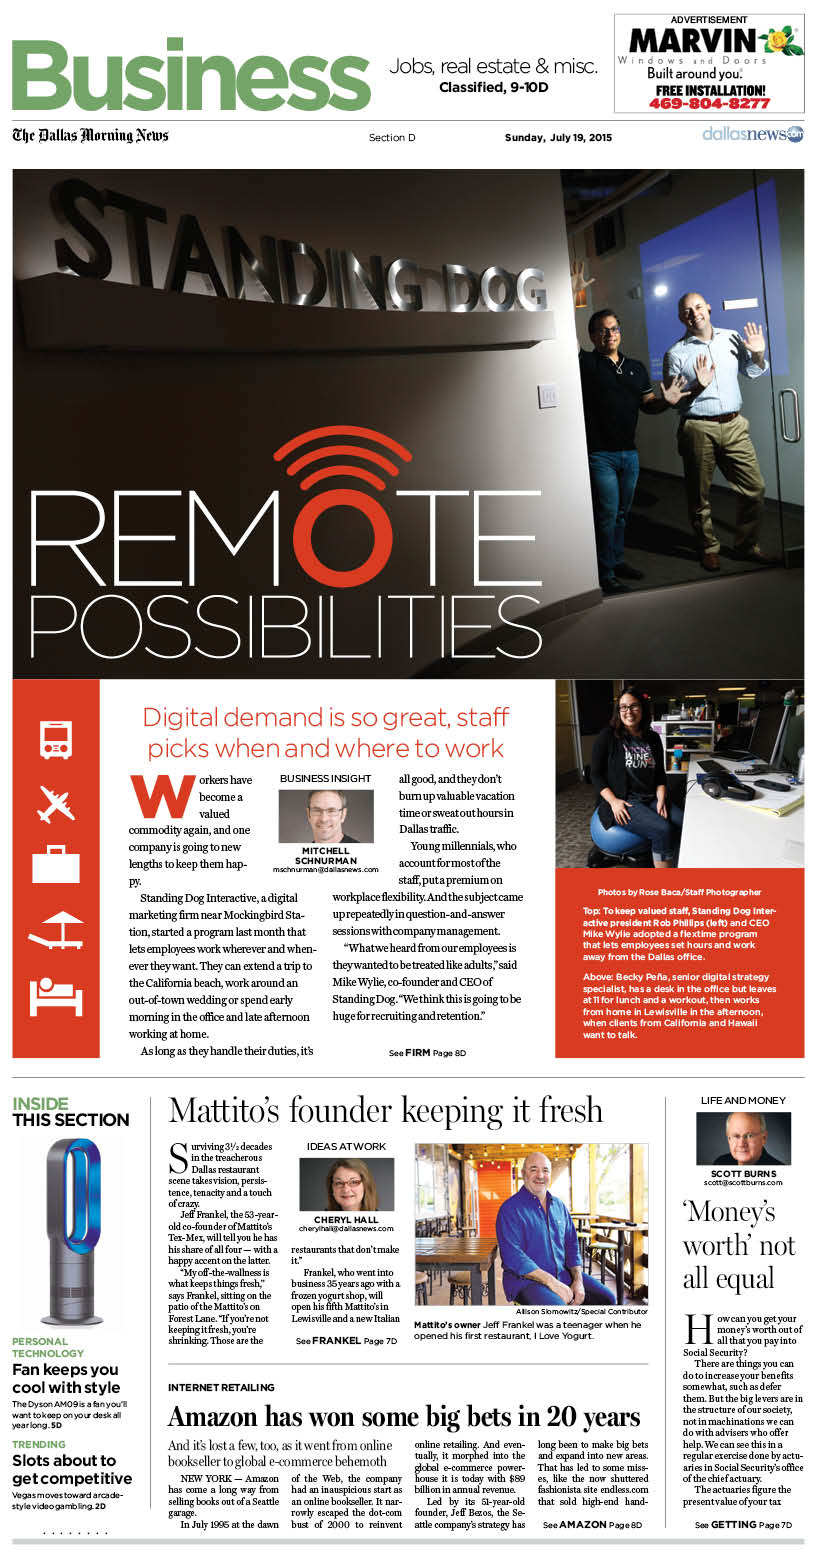 Business
Jobs, real estate & misc.
Classified, 9-10D
ADVERTISEMENT
MARVIN
Windows and Doors
Built around you.®
FREE INSTALLATION!
469-804-8277
The Dallas Morning News
Section D
Sunday, July 19, 2015
dallasnews.com
STANDING DOG
REMOTE
POSSIBILITIES
Digital demand is so great, staff
picks when and where to work
Workers have
become a
valued
commodity again, and one
company is going to new
lengths to keep them hap-
py.
Standing Dog Interactive, a digital
marketing firm near Mockingbird Sta-
tion, started a program last month that
lets employees work wherever and when-
ever they want. They can extend a trip to
the California beach, work around an
out-of-town wedding or spend early
morning in the office and late afternoon
working at home.
As long as they handle their duties, it's
BUSINESS INSIGHT
MITCHELL
SCHNURMAN
mschnurman@dallasnews.com
all good, and they don't
burn up valuable vacation
time or sweat out hours in
Dallas traffic.
Young millennials, who
account for most of the
staff, put a premium on
workplace flexibility. And the subject came
up repeatedly in question-and-answer
sessions with company management.
“What we heard from our employees is
they wanted to be treated like adults,” said
Mike Wylie, co-founder and CEO of
Standing Dog. “We think this is going to be
huge for recruiting and retention.”
See FIRM Page 8D
Photos by Rose Baca/Staff Photographer
Top: To keep valued staff, Standing Dog Inter-
active president Rob Phillips (left) and CEO
Mike Wylie adopted a flextime program
that lets employees set hours and work
away from the Dallas office.
Above: Becky Peña, senior digital strategy
specialist, has a desk in the office but leaves
at 11 for lunch and a workout, then works
from home in Lewisville in the afternoon,
when clients from California and Hawaii
want to talk.
INSIDE
THIS SECTION
PERSONAL
TECHNOLOGY
Fan keeps you
cool with style
The Dyson AM09 is a fan you'll
want to keep on your desk all
year long. 5D
TRENDING
Slots about to
get competitive
Vegas moves toward arcade-
style video gambling. 2D
Mattito's founder keeping it fresh
Surviving 3½ decades
in the treacherous
Dallas restaurant
scene takes vision, persis-
tence, tenacity and a touch
of crazy.
Jeff Frankel, the 53-year-
old co-founder of Mattito's
Tex-Mex, will tell you he has
his share of all four — with a
happy accent on the latter.
“My off-the-wallness is
what keeps things fresh,”
says Frankel, sitting on the
patio of the Mattito's on
Forest Lane. “If you're not
keeping it fresh, you're
shrinking. Those are the
IDEAS AT WORK
CHERYL HALL
cherylhall@dallasnews.com
restaurants that don't make
it.”
Frankel, who went into
business 35 years ago with a
frozen yogurt shop, will
open his fifth Mattito's in
Lewisville and a new Italian
See FRANKEL Page 7D
Allison Slomowitz/Special Contributor
Mattito's owner Jeff Frankel was a teenager when he
opened his first restaurant, I Love Yogurt.
INTERNET RETAILING
Amazon has won some big bets in 20 years
And it's lost a few, too, as it went from online
bookseller to global e-commerce behemoth
NEW YORK — Amazon
has come a long way from
selling books out of a Seattle
garage.
In July 1995 at the dawn
of the Web, the company
had an inauspicious start as
an online bookseller. It nar-
rowly escaped the dot-com
bust of 2000 to reinvent
online retailing. And even-
tually, it morphed into the
global e-commerce power-
house it is today with $89
billion in annual revenue.
Led by its 51-year-old
founder, Jeff Bezos, the Se-
attle company's strategy has
long been to make big bets
and expand into new areas.
That has led to some miss-
es, like the now shuttered
fashionista site endless.com
that sold high-end hand-
See AMAZON Page 8D
LIFE AND MONEY
SCOTT BURNS
scott@scottburns.com
‘Money's
worth’ not
all equal
How can you get your
money's worth out of
all that you pay into
Social Security?
There are things you can
do to increase your benefits
somewhat, such as defer
them. But the big levers are in
the structure of our society,
not in machinations we can
do with advisers who offer
help. We can see this in a
regular exercise done by actu-
aries in Social Security's office
of the chief actuary.
The actuaries figure the
present value of your tax
See GETTING Page 7D